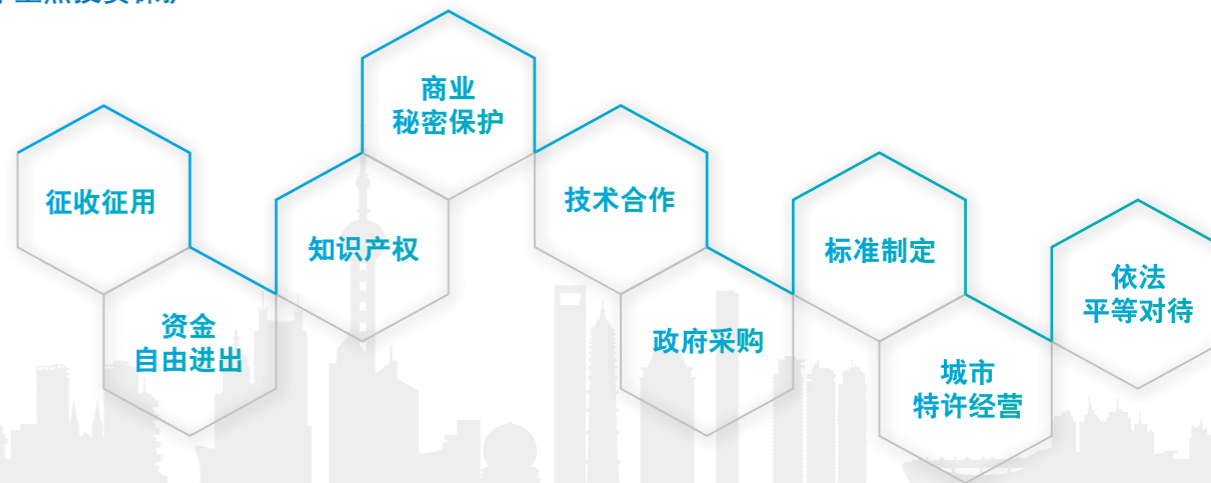 征收征用
资金
自由进出
知识产权
商业
秘密保护
技术合作
政府采购
标准制定
城市
特许经营
依法
平等对待